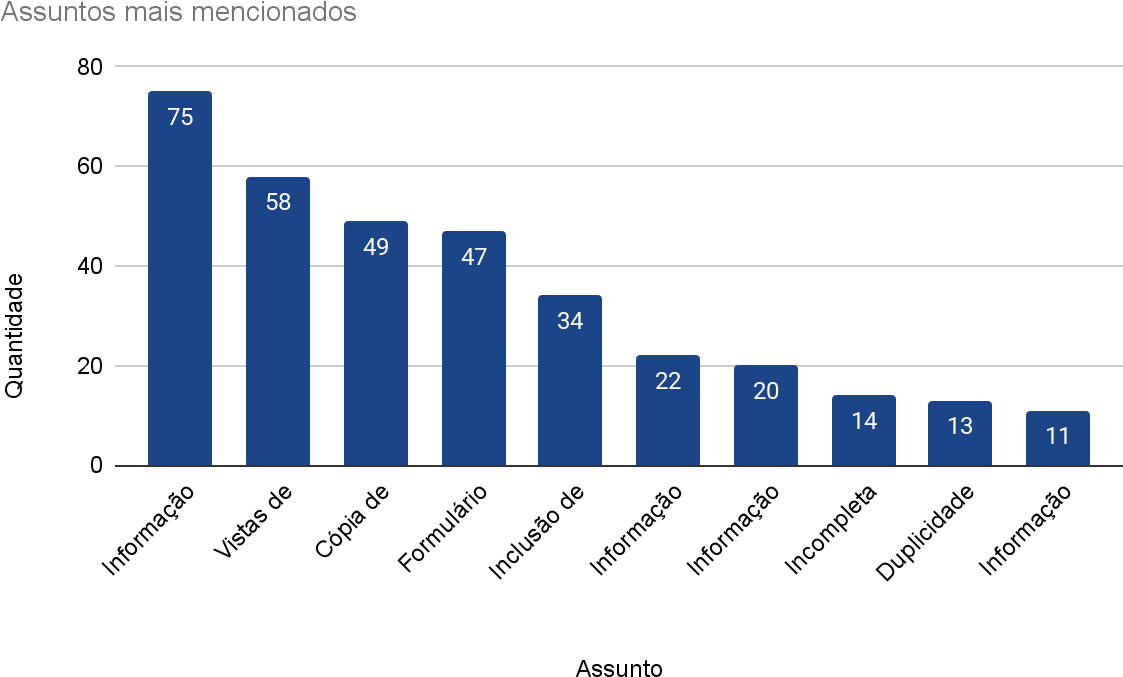 Assuntos mais mencionados
80
60
40
20
0
Quantidade
75
58
49
47
34
22
20
14
13
11
Informação
Vistas de
Cópia de
Formulário
Inclusão de
Informação
Informação
Incompleta
Duplicidade
Informação
Assunto